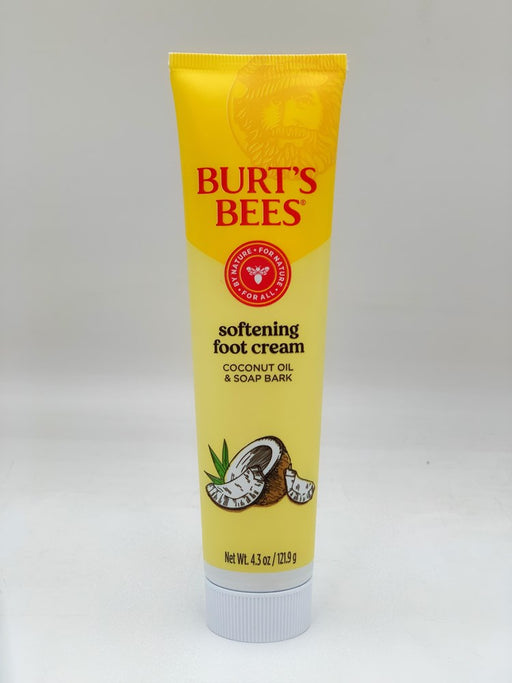 BURT'S
BEES®
BY NATURE • FOR NATURE • FOR ALL •
softening
foot cream
COCONUT OIL
& SOAP BARK
Net Wt. 4.3 oz / 121.9 g